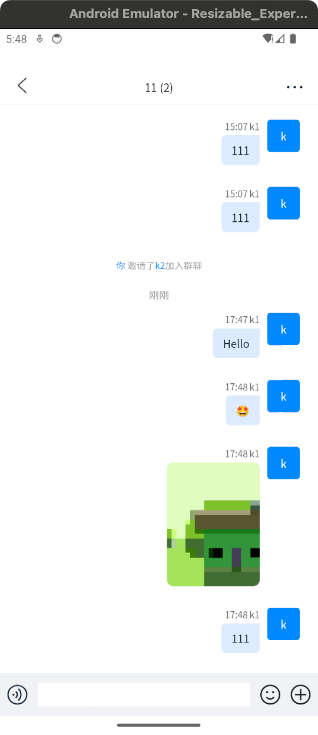 Android Emulator - Resizable_Exper...
5:48
11 (2)
15:07 k1
k
111
15:07 k1
k
111
你 邀请了k2加入群聊
刚刚
17:47 k1
k
Hello
17:48 k1
k
🤩
17:48 k1
k
17:48 k1
k
111